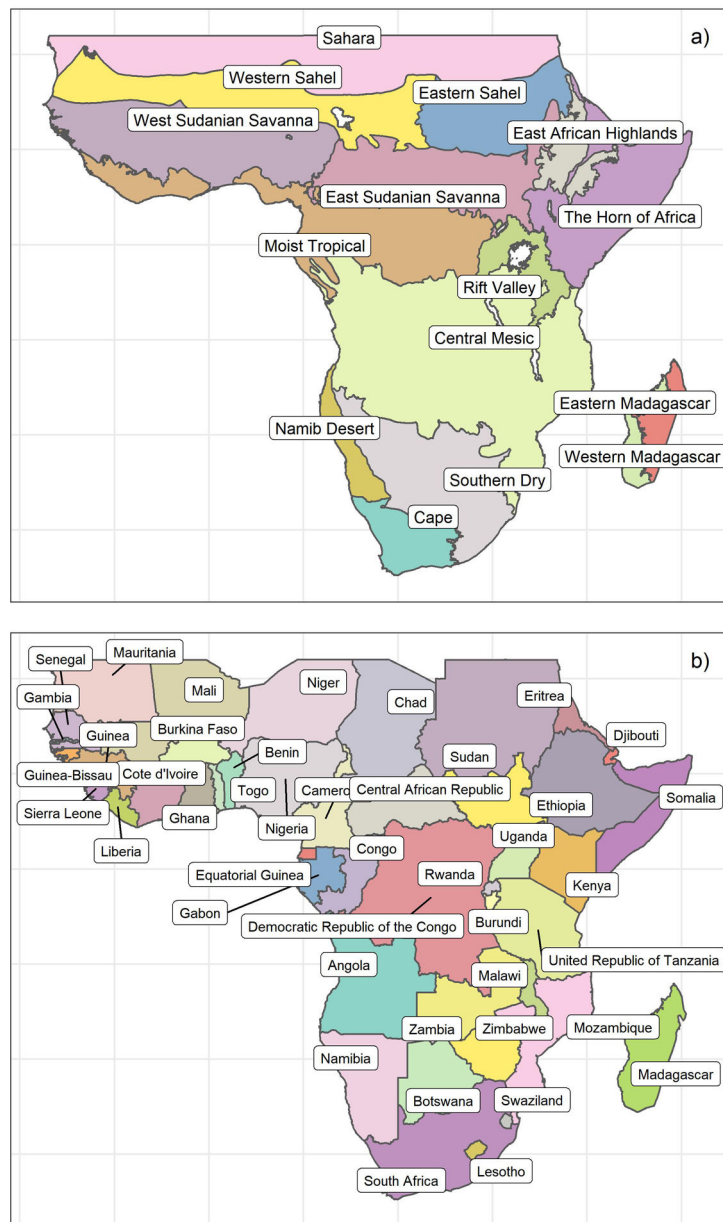 a)
Sahara
Western Sahel
Eastern Sahel
West Sudanian Savanna
East African Highlands
East Sudanian Savanna
The Horn of Africa
Moist Tropical
Rift Valley
Central Mesic
Eastern Madagascar
Namib Desert
Western Madagascar
Southern Dry
Cape
b)
Mauritania
Senegal
Niger
Mali
Eritrea
Gambia
Chad
Guinea
Burkina Faso
Djibouti
Benin
Sudan
Guinea-Bissau
Cote d'Ivoire
Togo
Camero
Central African Republic
Ethiopia
Somalia
Sierra Leone
Ghana
Nigeria
Uganda
Liberia
Congo
Equatorial Guinea
Rwanda
Kenya
Gabon
Burundi
Democratic Republic of the Congo
United Republic of Tanzania
Angola
Malawi
Zambia
Zimbabwe
Mozambique
Namibia
Madagascar
Botswana
Swaziland
South Africa
Lesotho